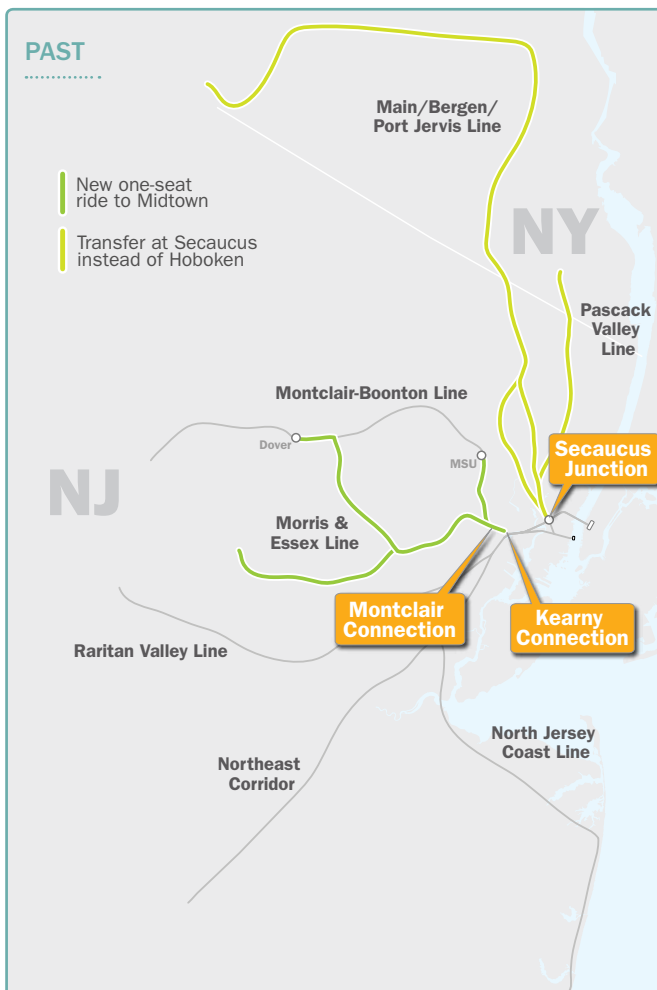 PAST
Main/Bergen/
Port Jervis Line
New one-seat
ride to Midtown
Transfer at Secaucus
instead of Hoboken
NY
Pascack
Valley
Line
Montclair-Boonton Line
Dover
MSU
Secaucus
Junction
NJ
Morris &
Essex Line
Montclair
Connection
Kearny
Connection
Raritan Valley Line
North Jersey
Coast Line
Northeast
Corridor